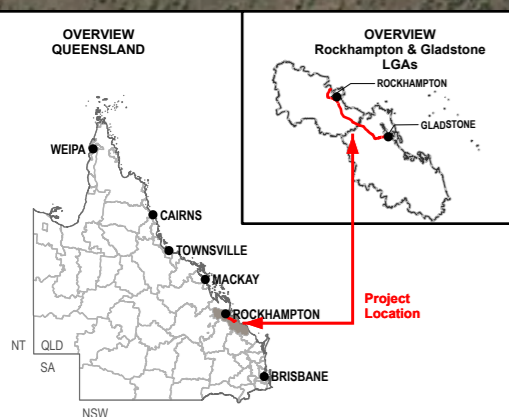 OVERVIEW
QUEENSLAND
WEIPA
CAIRNS
TOWNSVILLE
MACKAY
ROCKHAMPTON
BRISBANE
NT
QLD
SA
NSW
OVERVIEW
Rockhampton & Gladstone
LGAs
ROCKHAMPTON
GLADSTONE
Project
Location